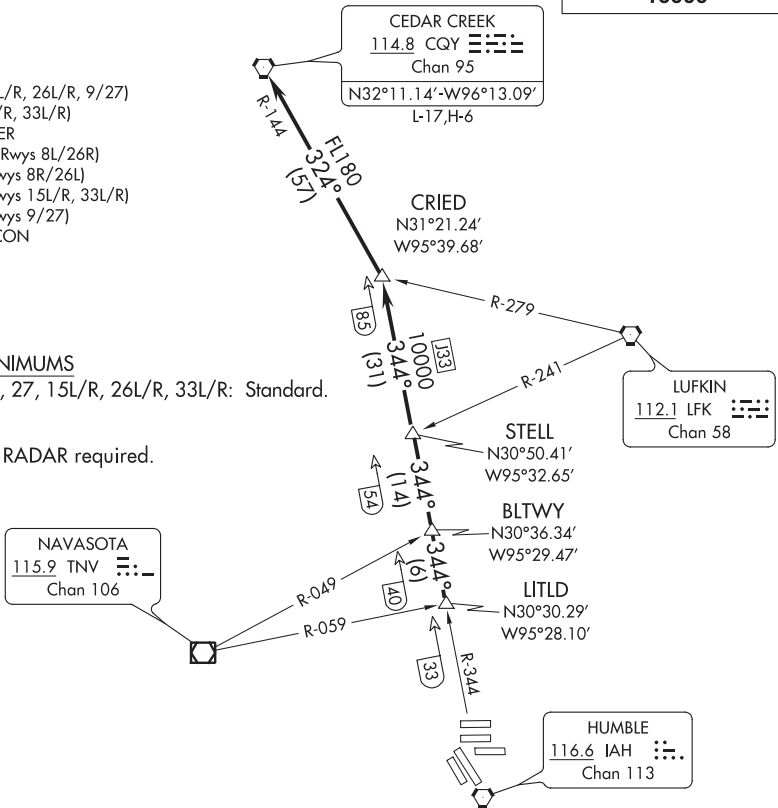 CEDAR CREEK
114.8 CQY
Chan 95
N32°11.14'-W96°13.09'
L-17,H-6
L/R, 26L/R, 9/27)
/R, 33L/R)
ER
Rwys 8L/26R)
wys 8R/26L)
wys 15L/R, 33L/R)
wys 9/27)
CON
R-144
FL180
324°
(57)
CRIED
N31°21.24'
W95°39.68'
R-279
85
10000
J33
344°
(31)
R-241
LUFKIN
112.1 LFK
Chan 58
NIMUMS
, 27, 15L/R, 26L/R, 33L/R: Standard.
RADAR required.
STELL
N30°50.41'
W95°32.65'
344°
(14)
54
BLTWY
N30°36.34'
W95°29.47'
NAVASOTA
115.9 TNV
Chan 106
R-049
344°
(6)
40
LITLD
N30°30.29'
W95°28.10'
R-059
33
R-344
HUMBLE
116.6 IAH
Chan 113